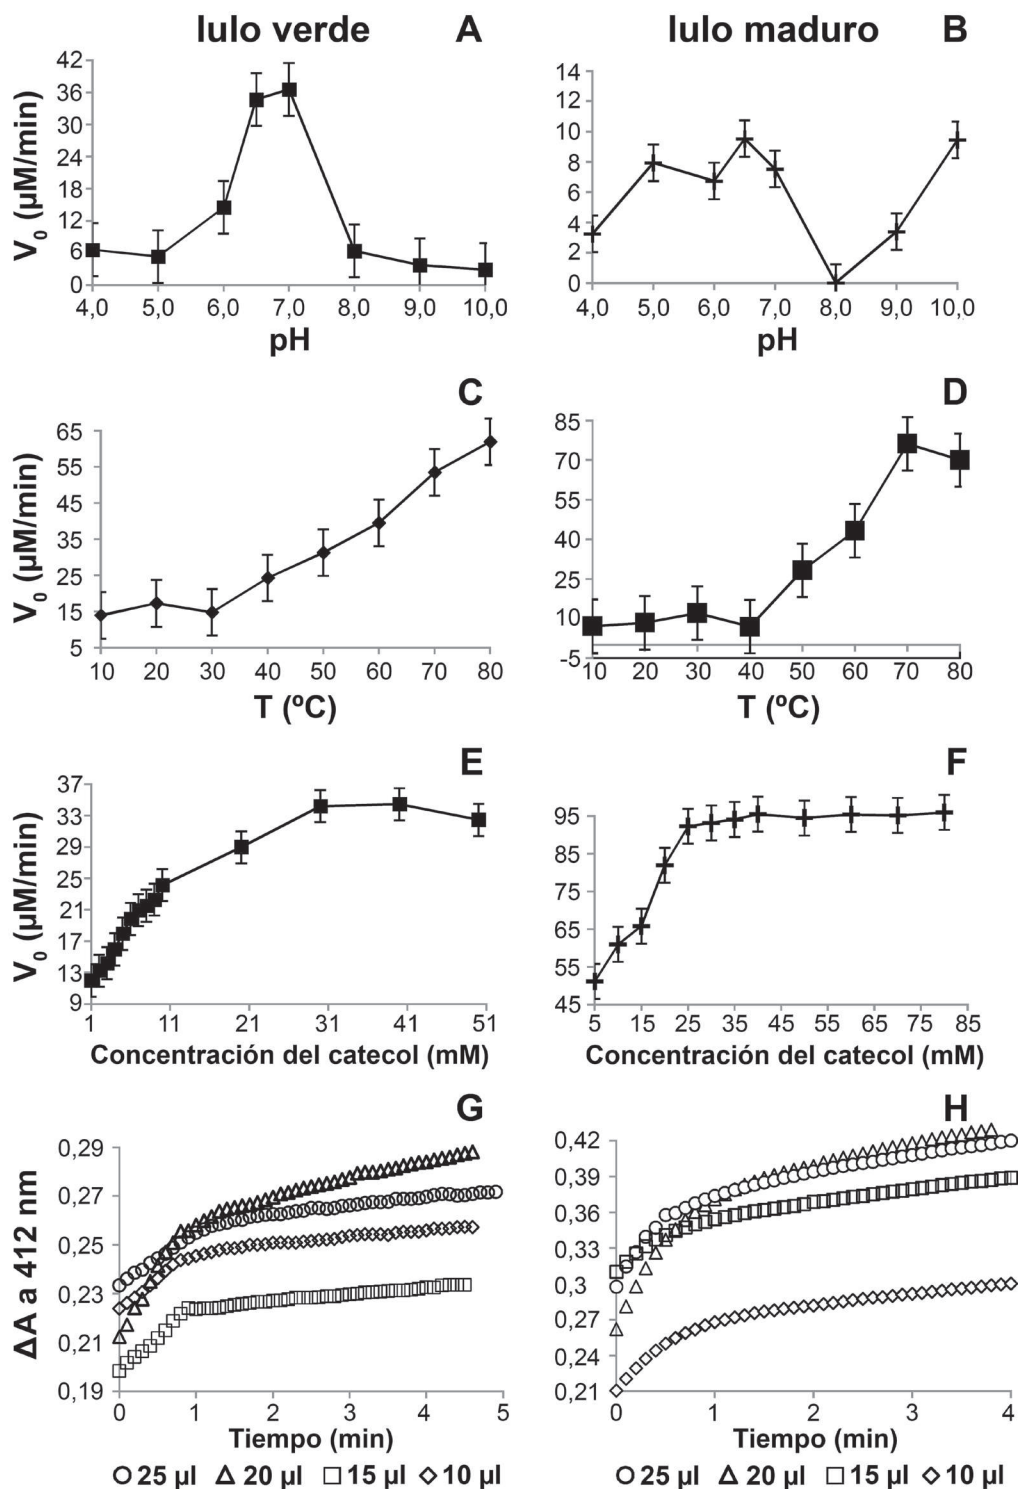 lulo verde A
lulo maduro B
V0 (µM/min)
42
36
30
24
18
12
6
0
4,0 5,0 6,0 7,0 8,0 9,0 10,0
pH
14
12
10
8
6
4
2
0
4,0 5,0 6,0 7,0 8,0 9,0 10,0
pH
C
V0 (µM/min)
65
55
45
35
25
15
5
10 20 30 40 50 60 70 80
T (ºC)
D
85
70
55
40
25
10
-5
10 20 30 40 50 60 70 80
T (ºC)
E
V0 (µM/min)
37
33
29
25
21
17
13
9
1 11 21 31 41 51
Concentración del catecol (mM)
F
95
85
75
65
55
45
5 15 25 35 45 55 65 75 85
Concentración del catecol (mM)
G
ΔA a 412 nm
0,29
0,27
0,25
0,23
0,21
0,19
0 1 2 3 4 5
Tiempo (min)
25 µl 20 µl 15 µl 10 µl
H
0,42
0,39
0,36
0,33
0,3
0,27
0,24
0,21
0 1 2 3 4
Tiempo (min)
25 µl 20 µl 15 µl 10 µl